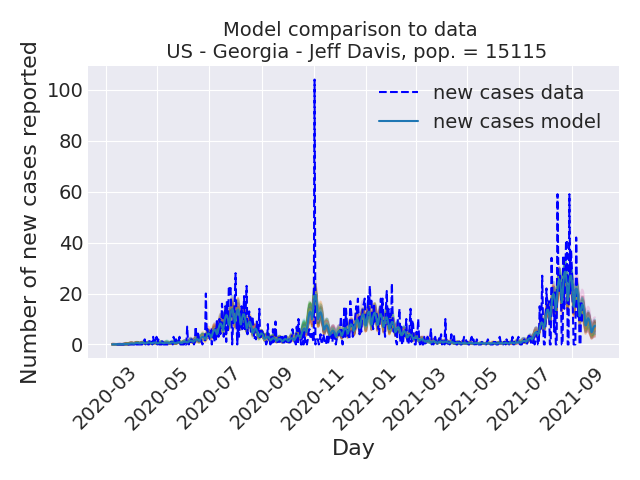 Model comparison to data
US - Georgia - Jeff Davis, pop. = 15115
Number of new cases reported
100
80
60
40
20
0
new cases data
new cases model
2020-03
2020-05
2020-07
2020-09
2020-11
2021-01
2021-03
2021-05
2021-07
2021-09
Day